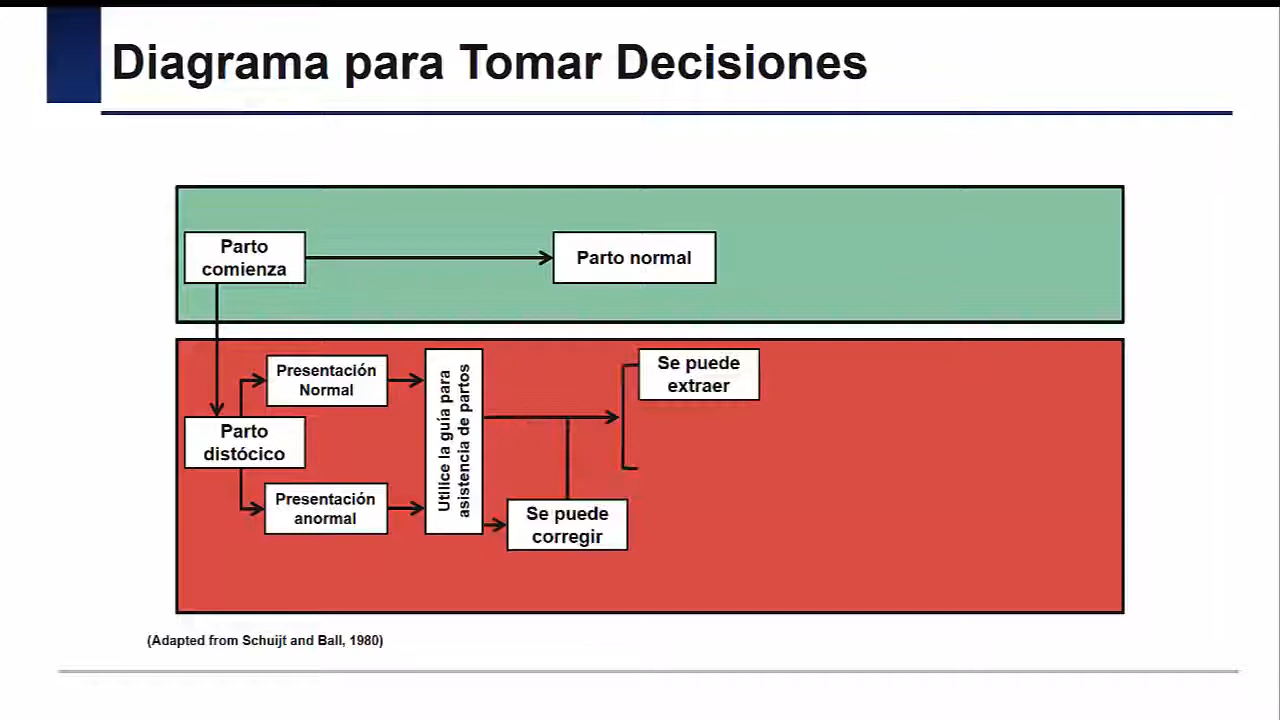 Diagrama para Tomar Decisiones
Parto
comienza
Parto normal
Presentación
Normal
Parto
distócico
Presentación
anormal
Utilice la guía para
asistencia de partos
Se puede
extraer
Se puede
corregir
(Adapted from Schuijt and Ball, 1980)